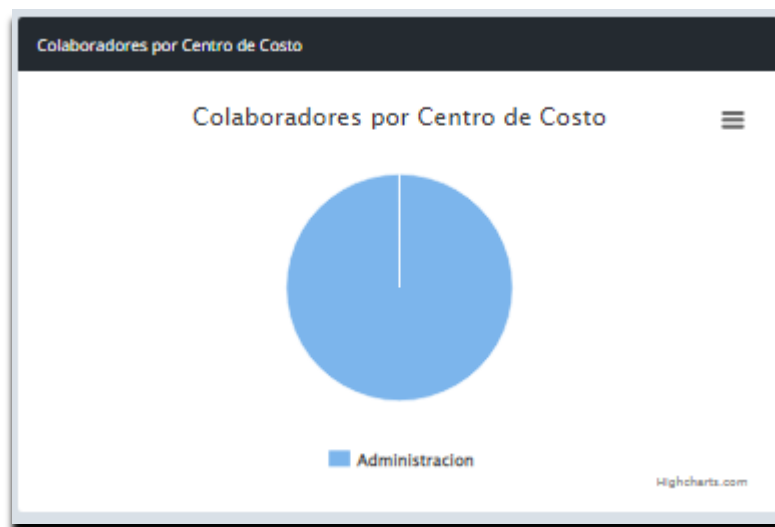 Colaboradores por Centro de Costo
Colaboradores por Centro de Costo
Administracion
Highcharts.com